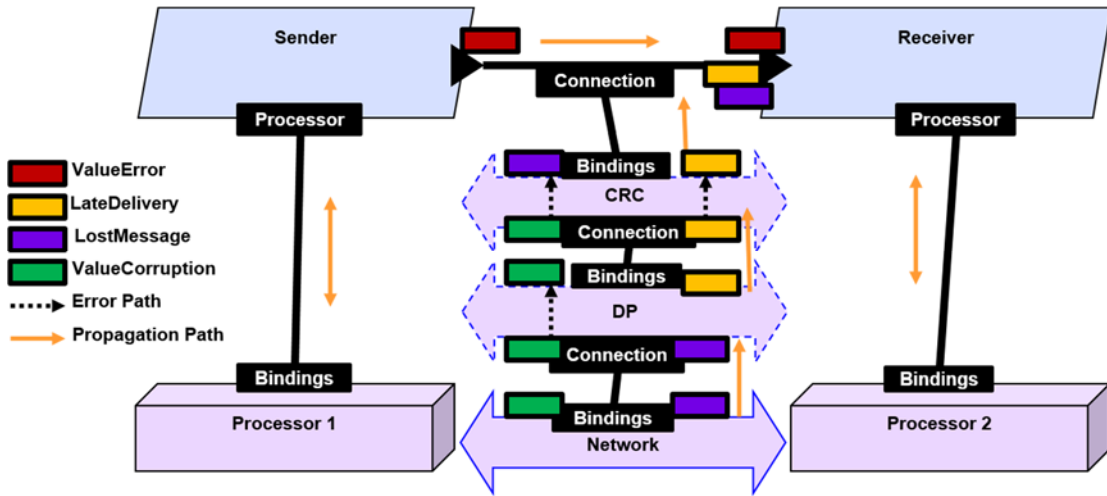 Sender
Receiver
Connection
Processor
Processor
Bindings
CRC
ValueError
LateDelivery
LostMessage
ValueCorruption
Error Path
Propagation Path
Connection
Bindings
DP
Connection
Bindings
Bindings
Bindings
Processor 1
Network
Processor 2